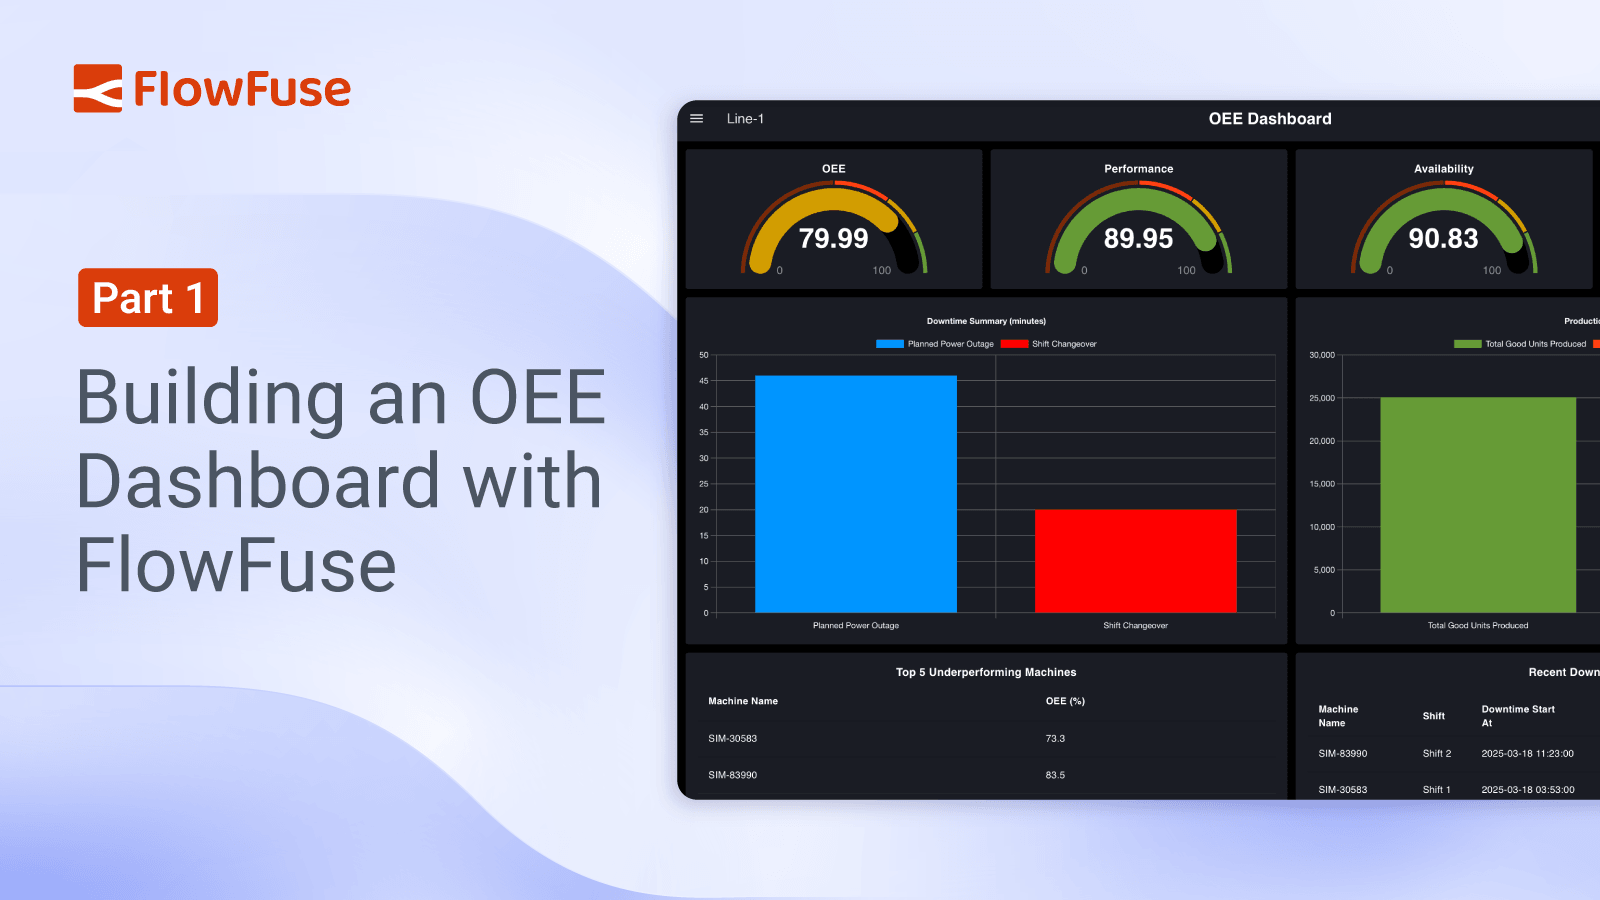 FlowFuse
Part 1
Building an OEE
Dashboard with
FlowFuse
Line-1
OEE Dashboard
OEE
79.99
0
100
Performance
89.95
0
100
Availability
90.83
0
100
Downtime Summary (minutes)
Planned Power Outage
Shift Changeover
50
45
40
35
30
25
20
15
10
5
0
Planned Power Outage
Shift Changeover
Total Good Units Produced
30,000
25,000
20,000
15,000
10,000
5,000
0
Total Good Units Produced
Top 5 Underperforming Machines
Machine Name OEE (%)
SIM-30583 73.3
SIM-83990 83.5
Recent
Machine
Name
Shift
Downtime Start
At
SIM-83990 Shift 2 2025-03-18 11:23:00
SIM-30583 Shift 1 2025-03-18 03:53:00